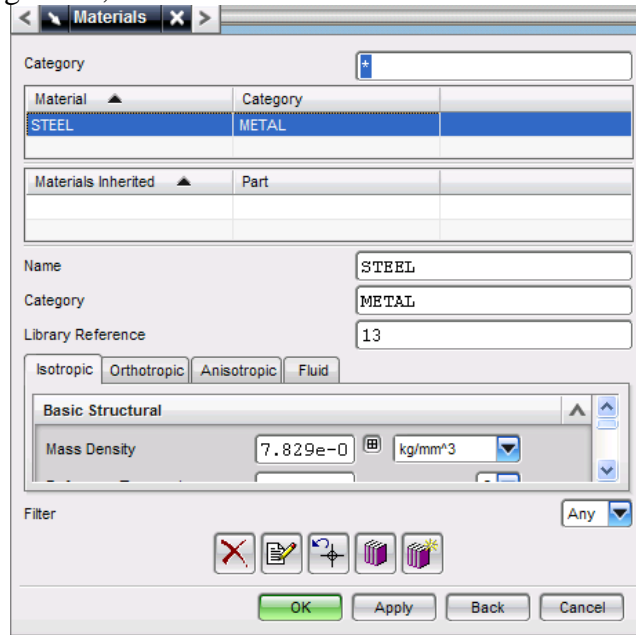 Materials
Category *
Material Category
STEEL METAL
Materials Inherited Part
Name STEEL
Category METAL
Library Reference 13
Isotropic Orthotropic Anisotropic Fluid
Basic Structural
Mass Density 7.829e-0 kg/mm^3
Filter Any
OK Apply Back Cancel